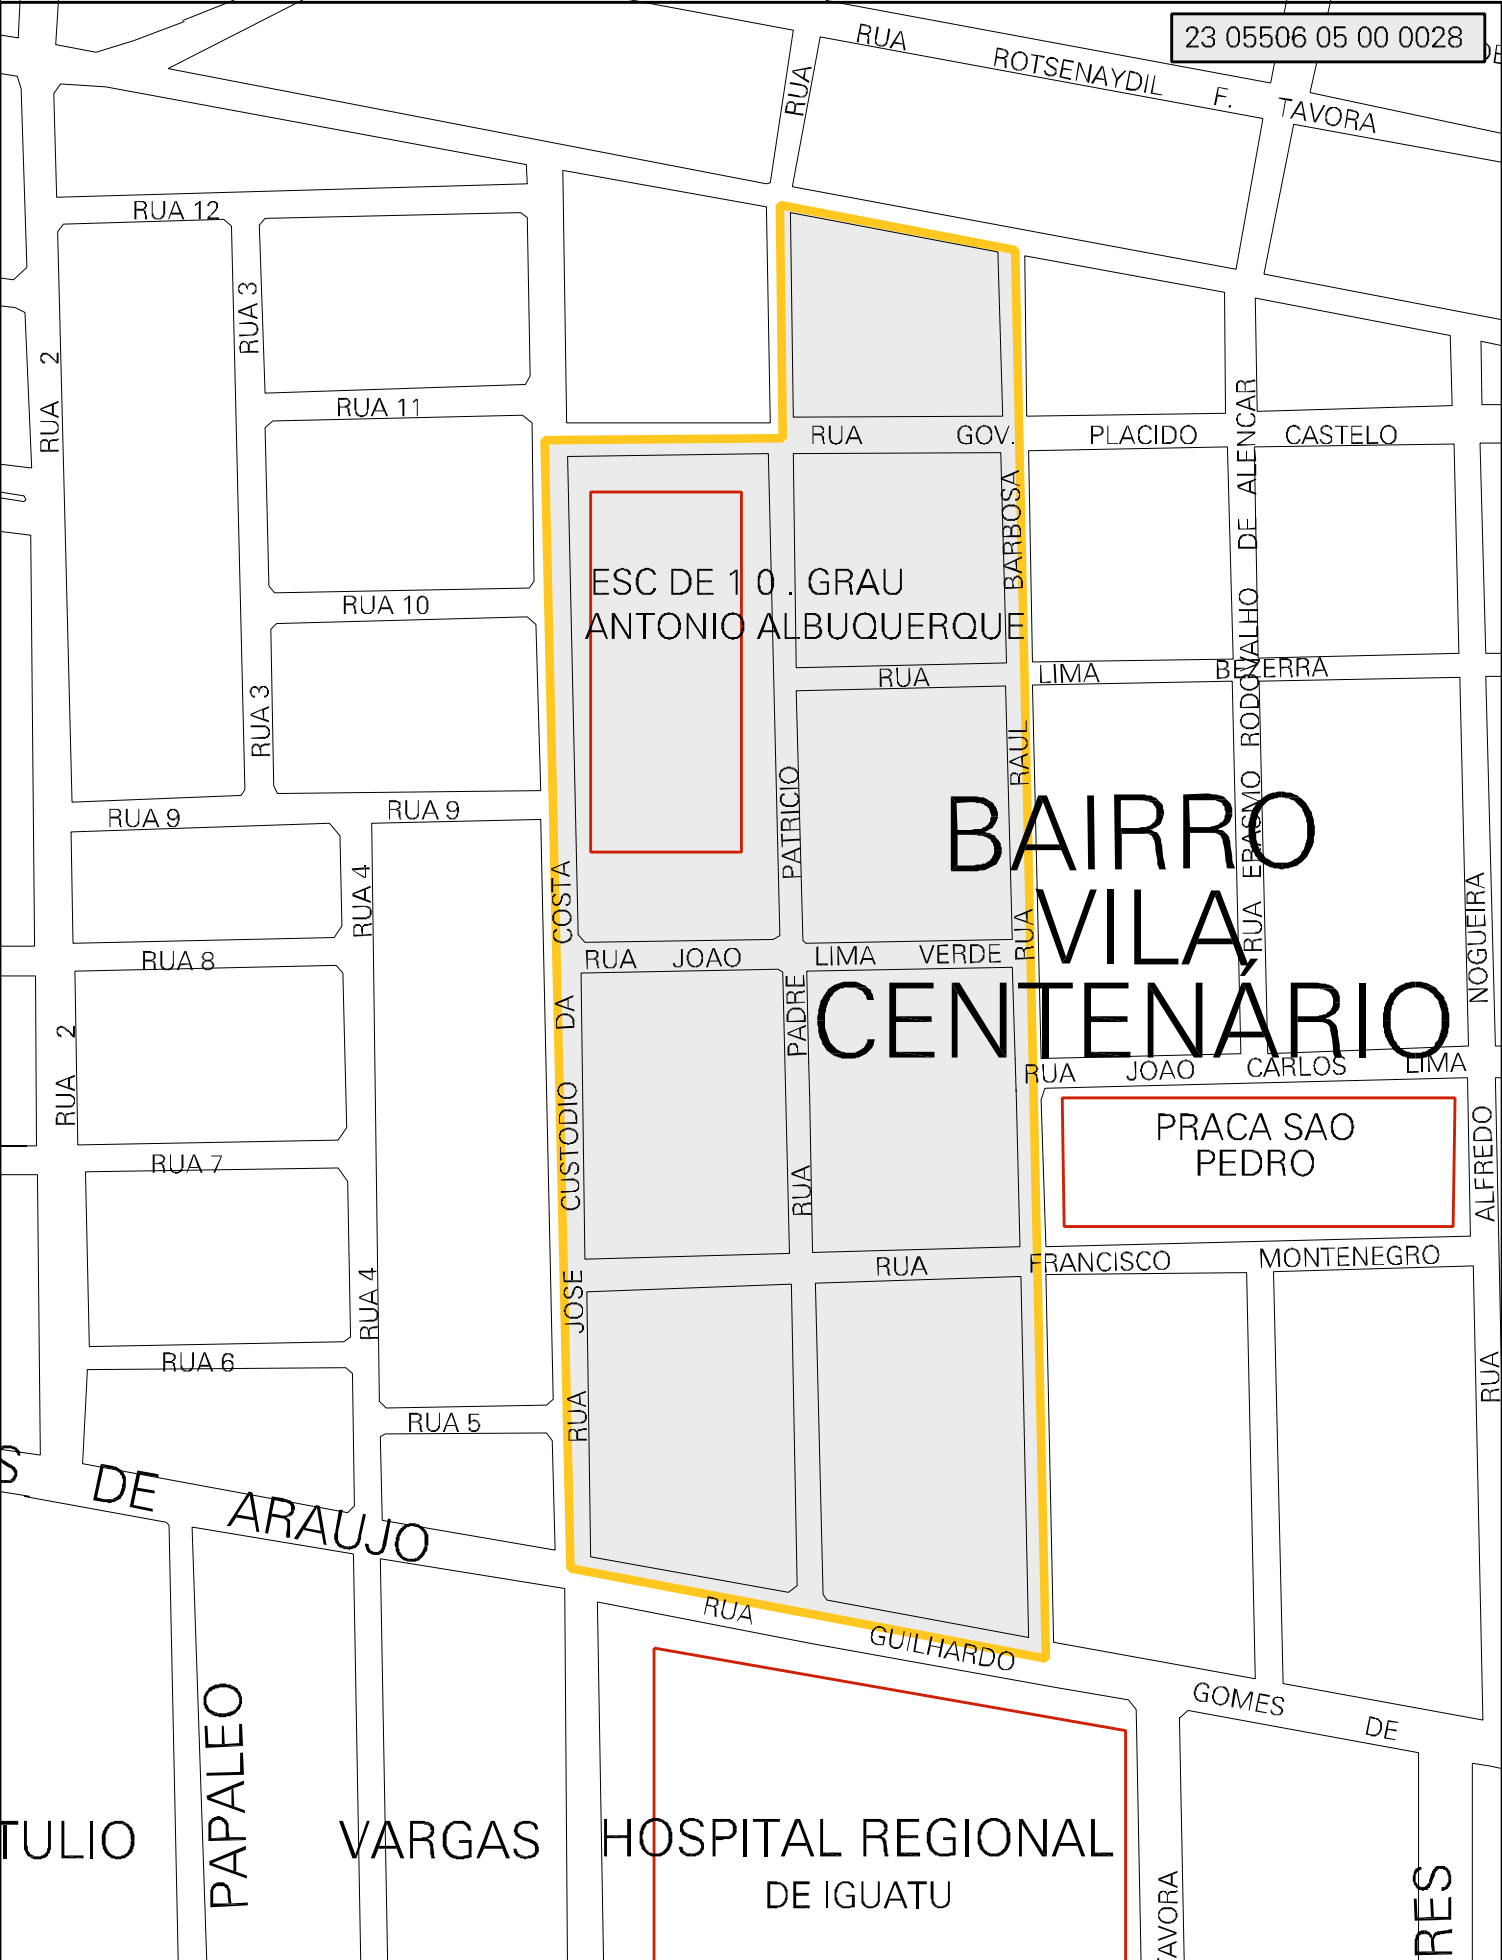 23 05506 05 00 0028
RUA ROTSENAYDIL F. TAVORA
RUA
RUA 12
RUA 3
RUA 2
RUA 11
RUA GOV. PLACIDO CASTELO
ESC DE 1 0 . GRAU
ANTONIO ALBUQUERQUE
RUA 10
RUA LIMA BEZERRA
RUA 3
RUA RAUL BARBOSA
RUA ERASMO RODOVALHO DE ALENCAR
RUA 9
RUA 9
BAIRRO
VILA
CENTENÁRIO
RUA 4
RUA 8
RUA JOAO LIMA VERDE
RUA PADRE PATRICIO
RUA JOSE CUSTODIO DA COSTA
RUA 2
RUA JOAO CARLOS LIMA
PRACA SAO
PEDRO
RUA ALFREDO NOGUEIRA
RUA 7
RUA FRANCISCO MONTENEGRO
RUA 4
RUA 6
RUA 5
S DE ARAUJO
RUA GUILHARDO GOMES DE
PAPALEO
TULIO VARGAS
HOSPITAL REGIONAL
DE IGUATU
AVORA
RES